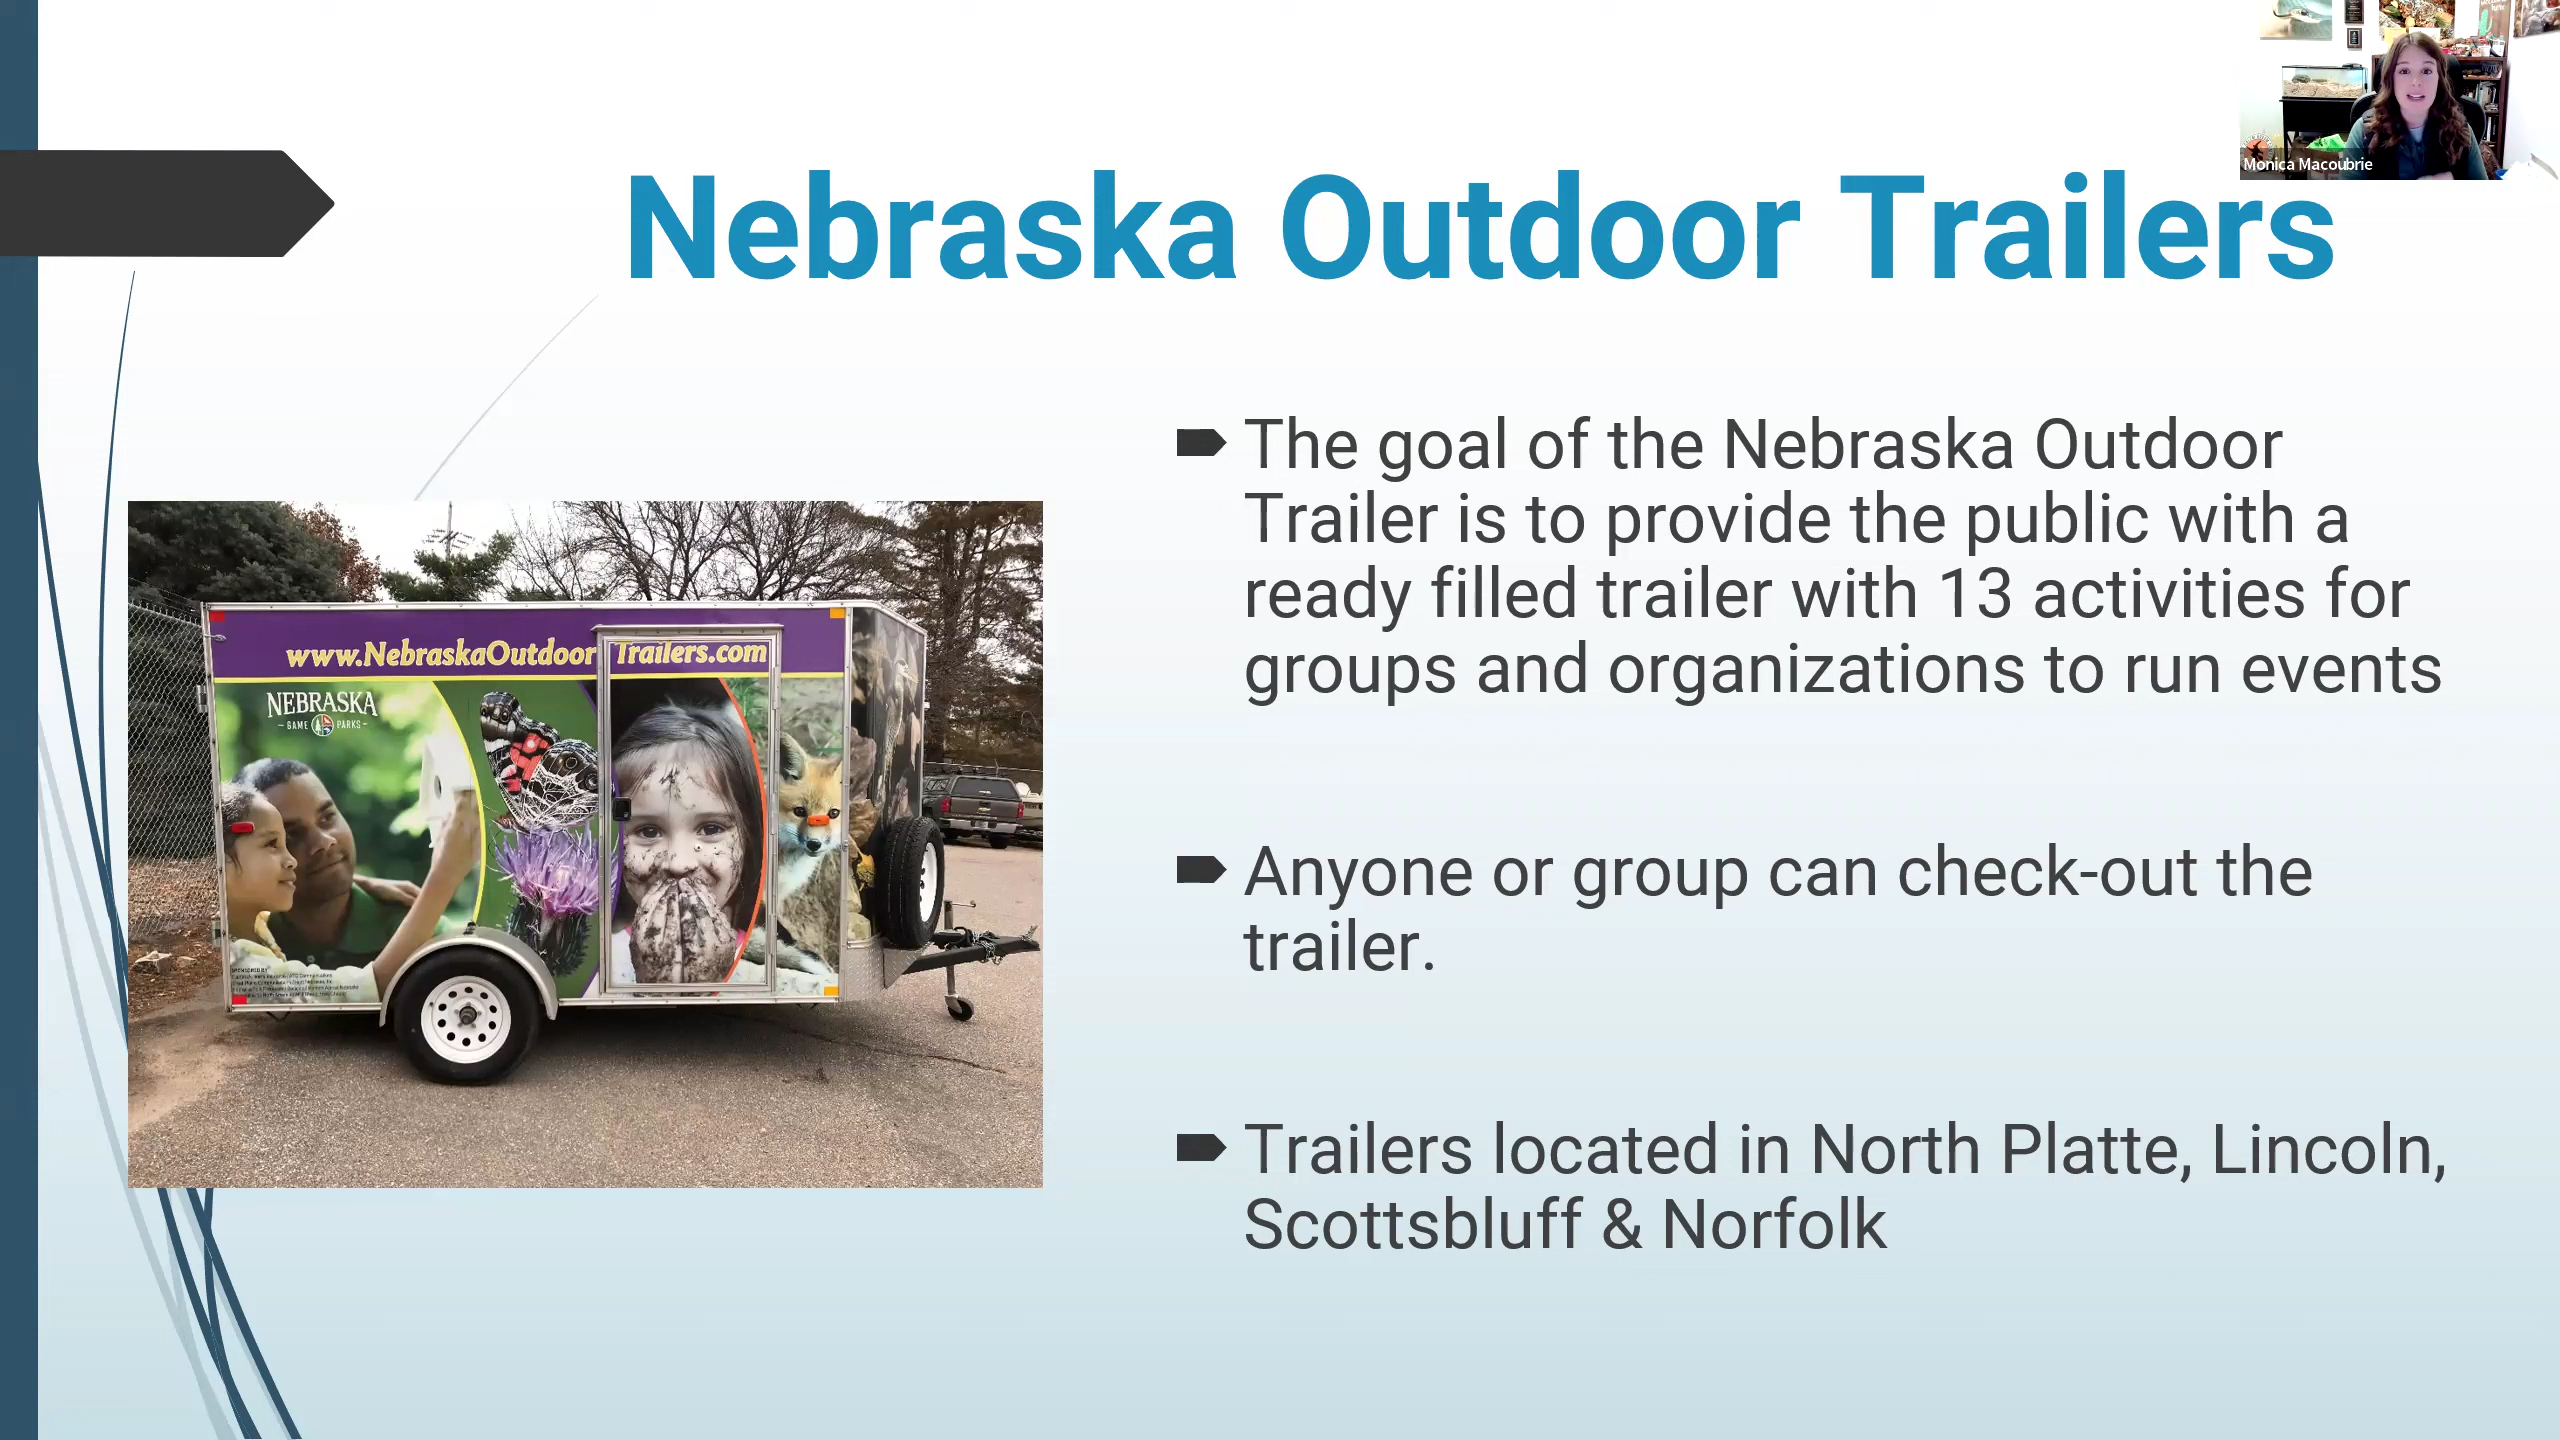 Monica Macoubrie
Nebraska Outdoor Trailers
The goal of the Nebraska Outdoor
Trailer is to provide the public with a
ready filled trailer with 13 activities for
groups and organizations to run events
Anyone or group can check-out the
trailer.
Trailers located in North Platte, Lincoln,
Scottsbluff & Norfolk
www.NebraskaOutdoor Trailers.com
NEBRASKA
GAME PARKS
SPONSORED BY